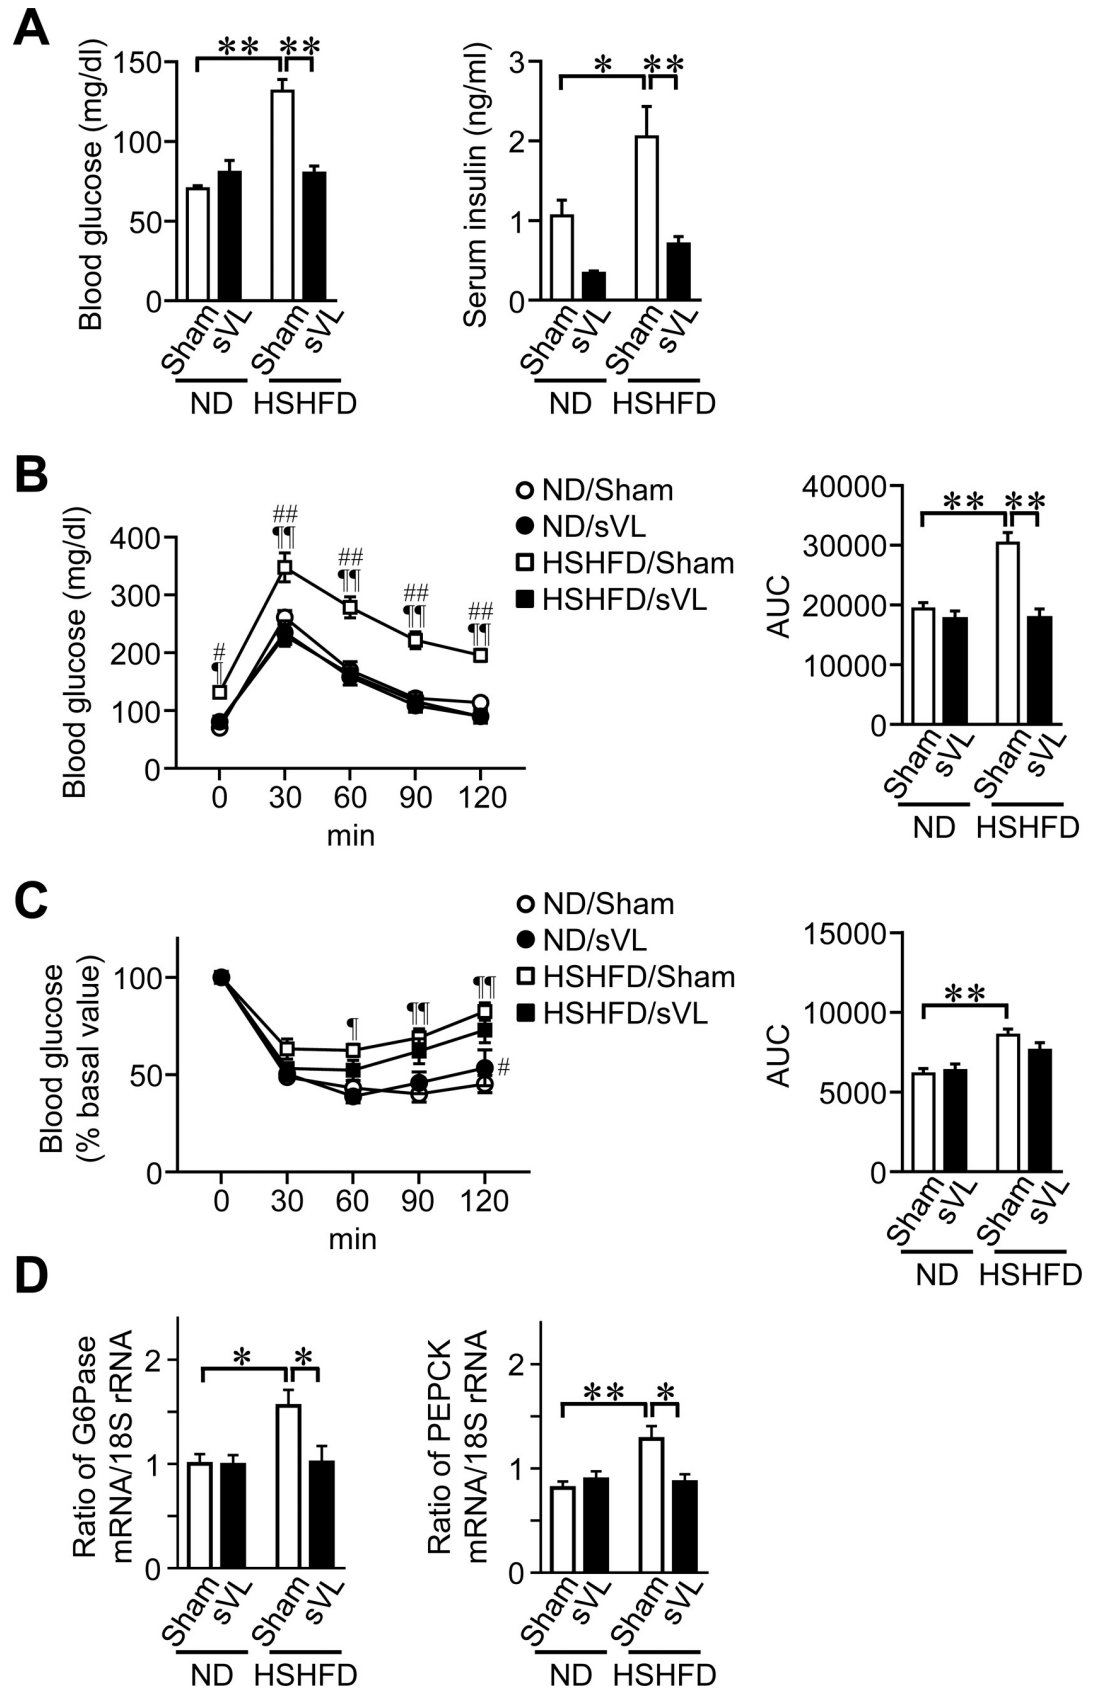 A
Blood glucose (mg/dl)
150
100
50
0
** **
Sham
sVL
Sham
sVL
ND HSHFD
Serum insulin (ng/ml)
3
2
1
0
* **
Sham
sVL
Sham
sVL
ND HSHFD
B
Blood glucose (mg/dl)
400
300
200
100
0
#
¶
##
¶¶
##
¶¶
##
¶¶
##
¶¶
0 30 60 90 120
min
ND/Sham
ND/sVL
HSHFD/Sham
HSHFD/sVL
AUC
40000
30000
20000
10000
0
** **
Sham
sVL
Sham
sVL
ND HSHFD
C
Blood glucose
(% basal value)
100
50
0
¶
¶¶
¶¶
#
0 30 60 90 120
min
ND/Sham
ND/sVL
HSHFD/Sham
HSHFD/sVL
AUC
15000
10000
5000
0
**
Sham
sVL
Sham
sVL
ND HSHFD
D
Ratio of G6Pase
mRNA/18S rRNA
2
1
0
* *
Sham
sVL
Sham
sVL
ND HSHFD
Ratio of PEPCK
mRNA/18S rRNA
2
1
0
** *
Sham
sVL
Sham
sVL
ND HSHFD